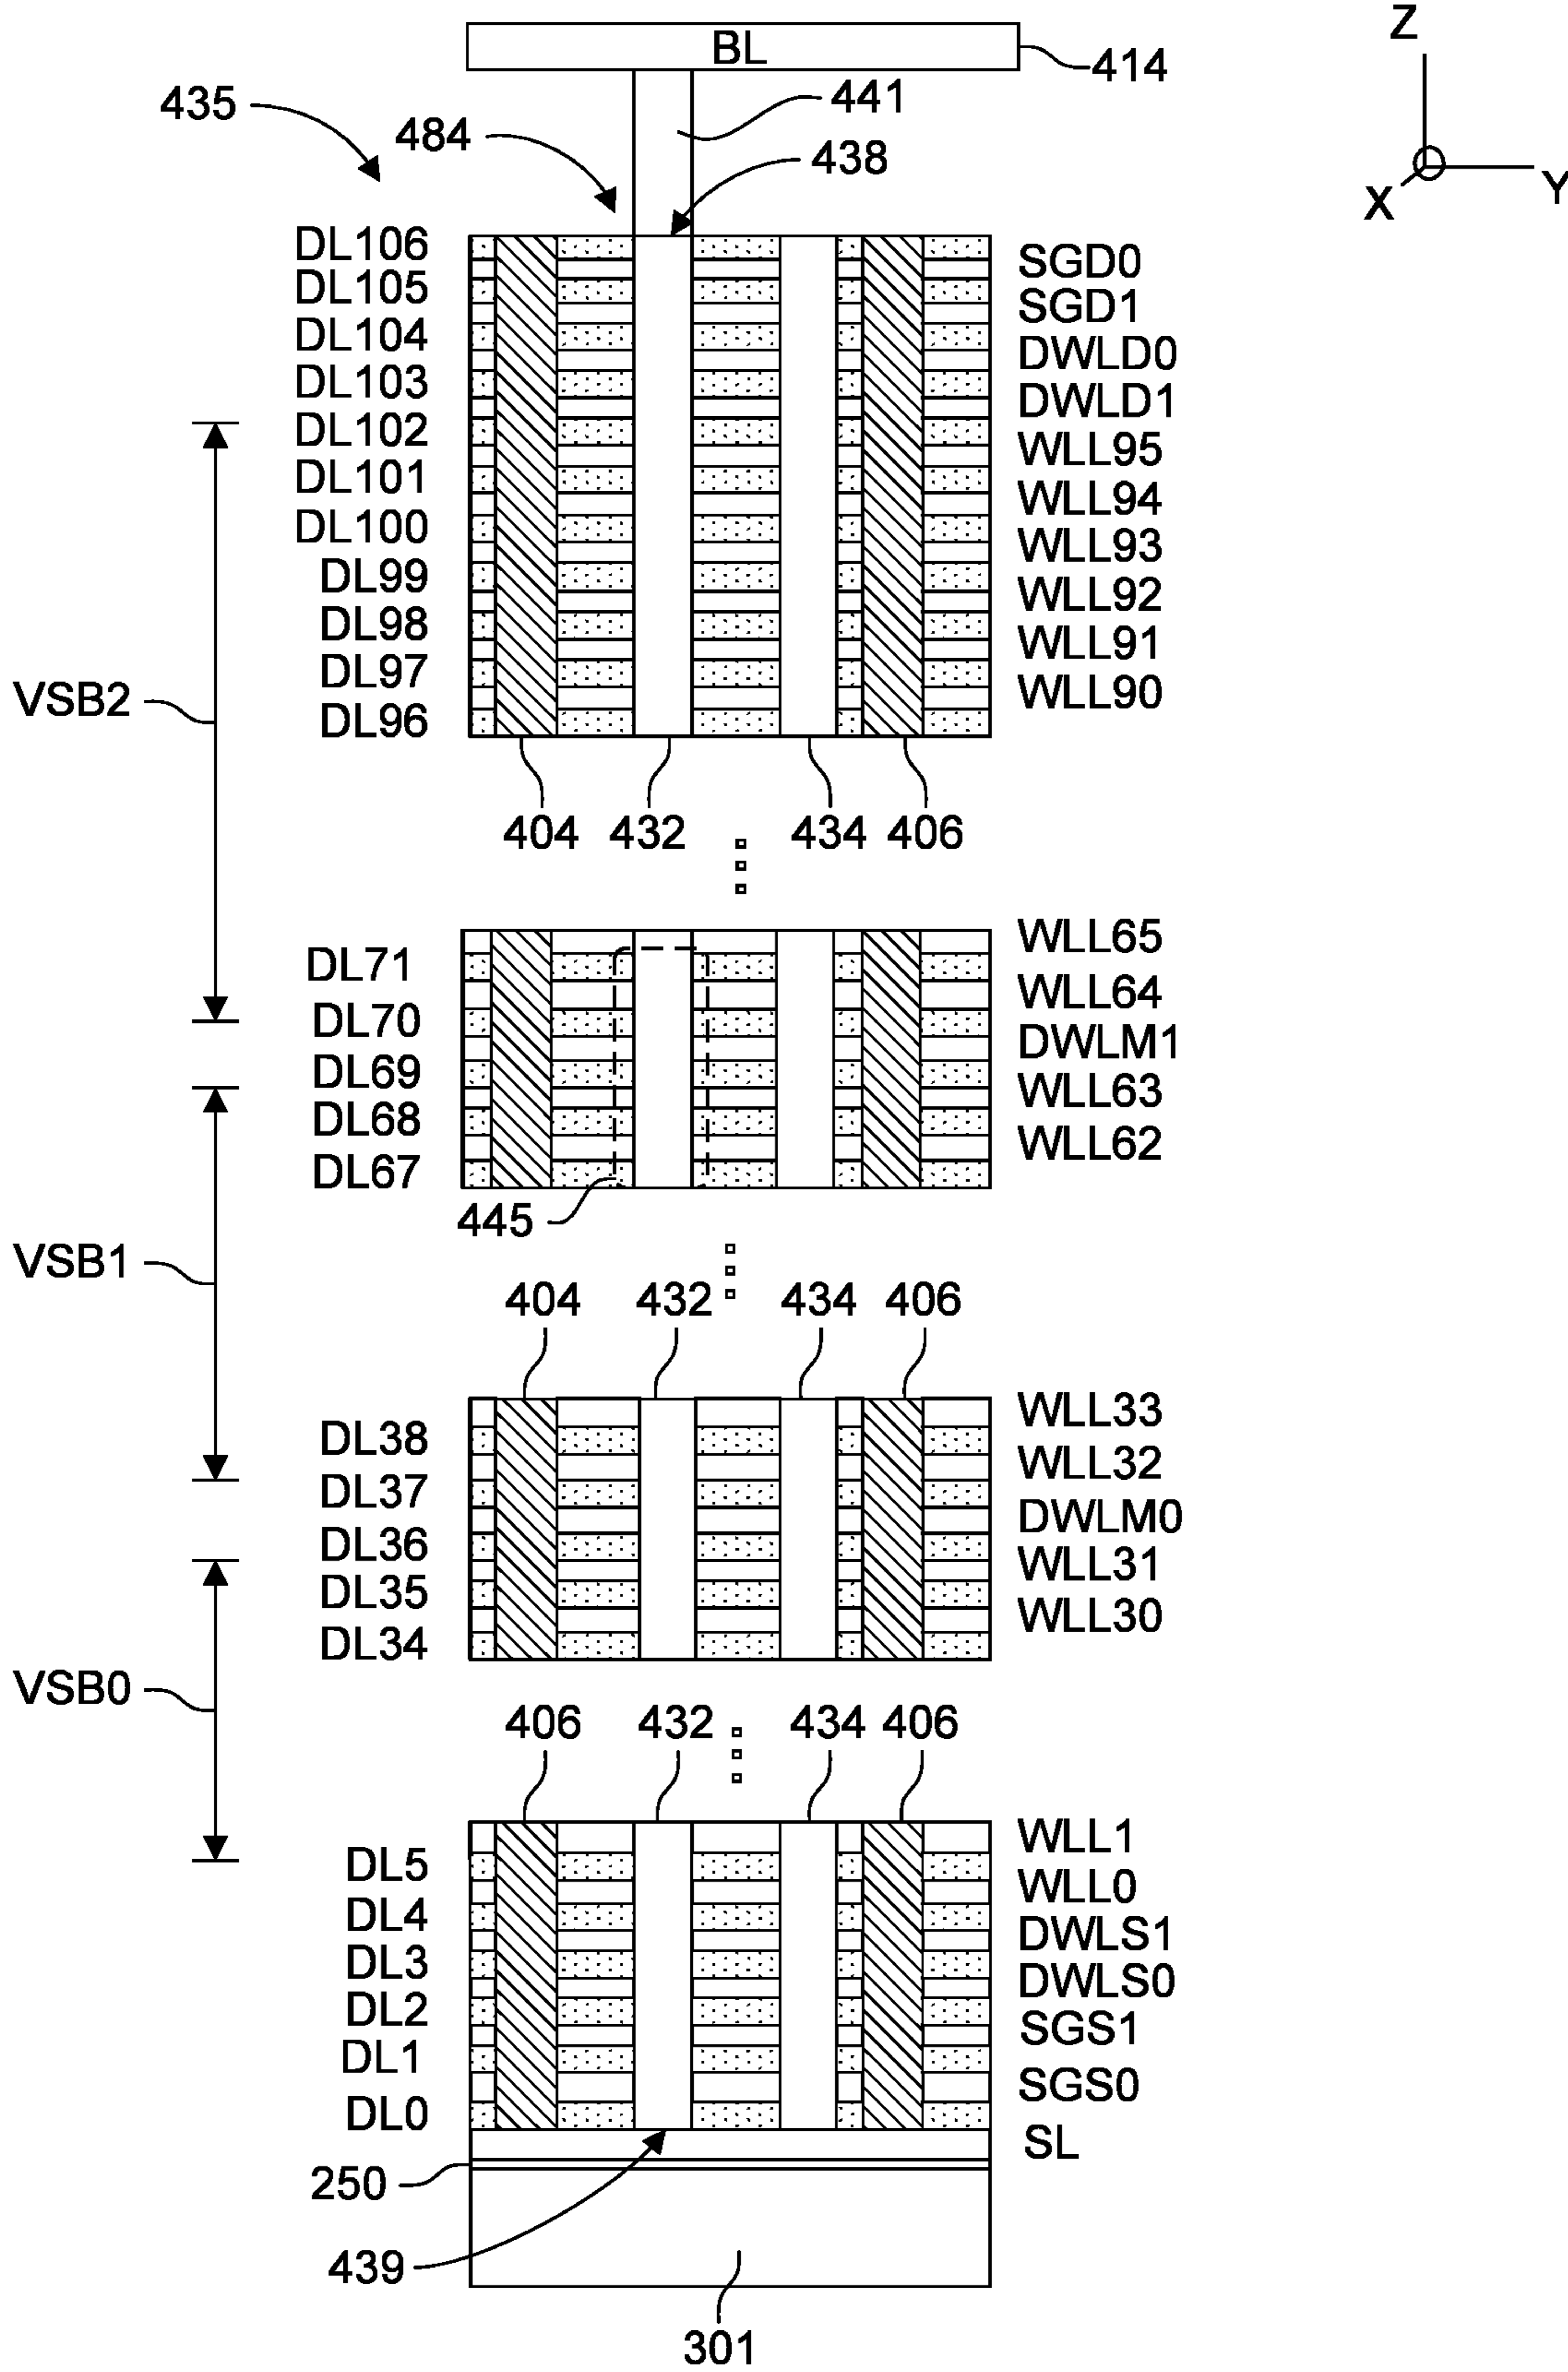 BL
414
Z
Y
X
435
484
441
438
DL106
DL105
DL104
DL103
DL102
DL101
DL100
DL99
DL98
DL97
DL96
SGD0
SGD1
DWLD0
DWLD1
WLL95
WLL94
WLL93
WLL92
WLL91
WLL90
VSB2
404
432
434
406
DL71
DL70
DL69
DL68
DL67
WLL65
WLL64
DWLM1
WLL63
WLL62
445
VSB1
404
432
434
406
DL38
DL37
DL36
DL35
DL34
WLL33
WLL32
DWLM0
WLL31
WLL30
VSB0
406
432
434
406
DL5
DL4
DL3
DL2
DL1
DL0
WLL1
WLL0
DWLS1
DWLS0
SGS1
SGS0
SL
250
439
301